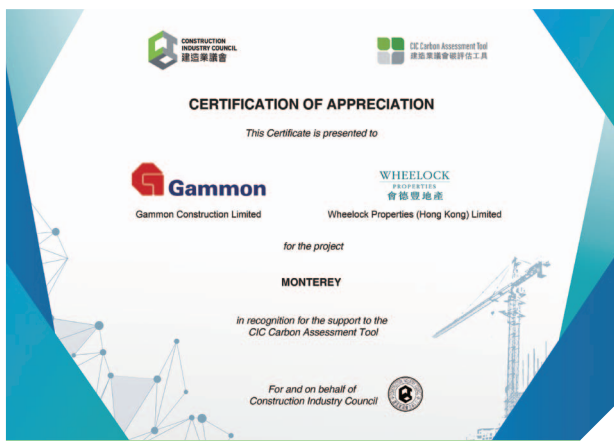 CONSTRUCTION
INDUSTRY COUNCIL
建造業議會
CIC Carbon Assessment Tool
建造業議會碳評估工具
CERTIFICATION OF APPRECIATION
This Certificate is presented to
Gammon
WHEELOCK
PROPERTIES
會德豐地產
Gammon Construction Limited
Wheelock Properties (Hong Kong) Limited
for the project
MONTEREY
in recognition for the support to the
CIC Carbon Assessment Tool
For and on behalf of
Construction Industry Council